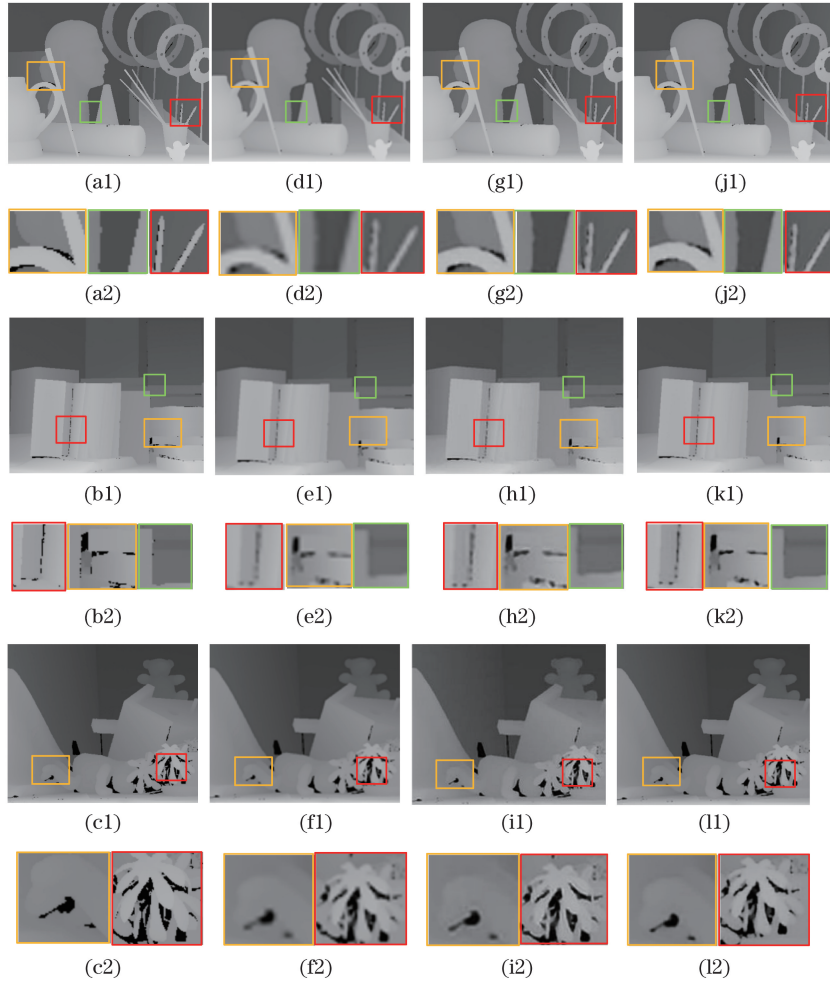 (a1) (d1) (g1) (j1)
(a2) (d2) (g2) (j2)
(b1) (e1) (h1) (k1)
(b2) (e2) (h2) (k2)
(c1) (f1) (i1) (l1)
(c2) (f2) (i2) (l2)